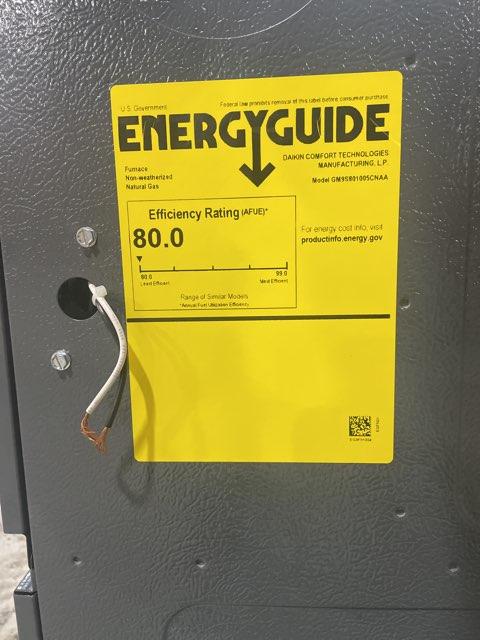 U.S. Government
Federal law prohibits removal of this label before consumer purchase.
ENERGYGUIDE
Furnace
Non-weatherized
Natural Gas
DAIKIN COMFORT TECHNOLOGIES
MANUFACTURING, L.P.
Model GM9S801005CNAA
Efficiency Rating (AFUE)*
80.0
80.0
Least Efficient
99.0
Most Efficient
Range of Similar Models
*Annual Fuel Utilization Efficiency
For energy cost info, visit
productinfo.energy.gov